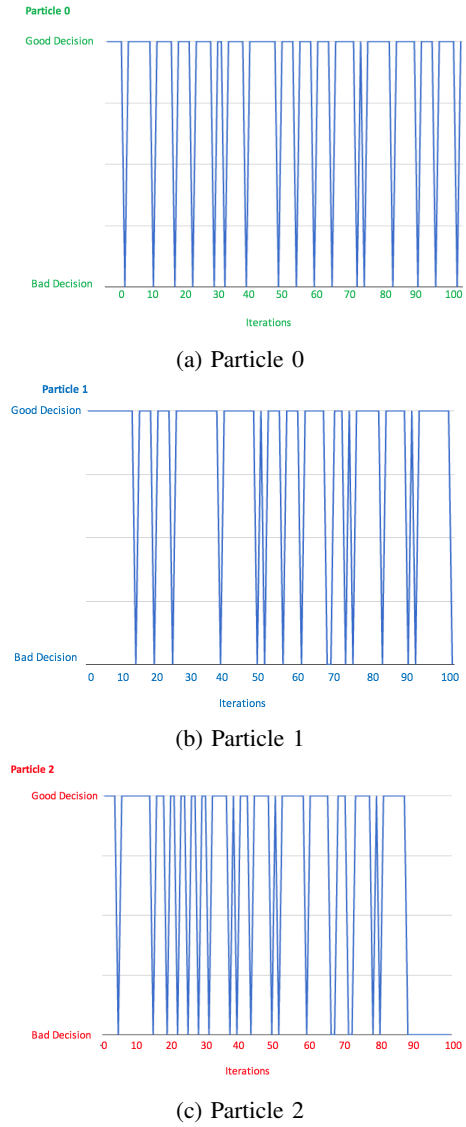 Particle 0
Good Decision
Bad Decision
0 10 20 30 40 50 60 70 80 90 100
Iterations
(a) Particle 0
Particle 1
Good Decision
Bad Decision
0 10 20 30 40 50 60 70 80 90 100
Iterations
(b) Particle 1
Particle 2
Good Decision
Bad Decision
0 10 20 30 40 50 60 70 80 90 100
Iterations
(c) Particle 2